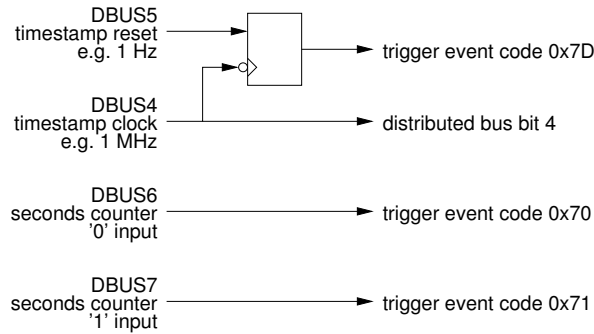 DBUS5
timestamp reset
e.g. 1 Hz
trigger event code 0x7D
DBUS4
timestamp clock
e.g. 1 MHz
distributed bus bit 4
DBUS6
seconds counter
'0' input
trigger event code 0x70
DBUS7
seconds counter
'1' input
trigger event code 0x71